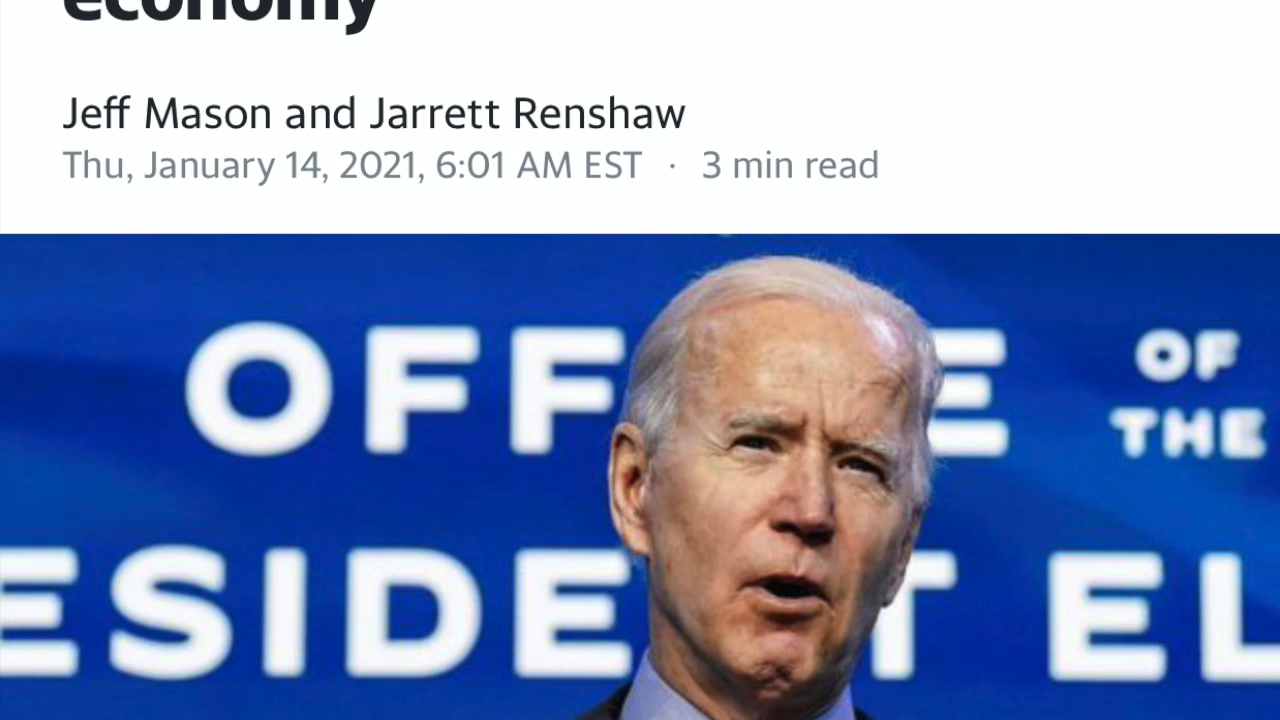 economy
Jeff Mason and Jarrett Renshaw
Thu, January 14, 2021, 6:01 AM EST · 3 min read
OFF E OF
THE
ESIDE T EL